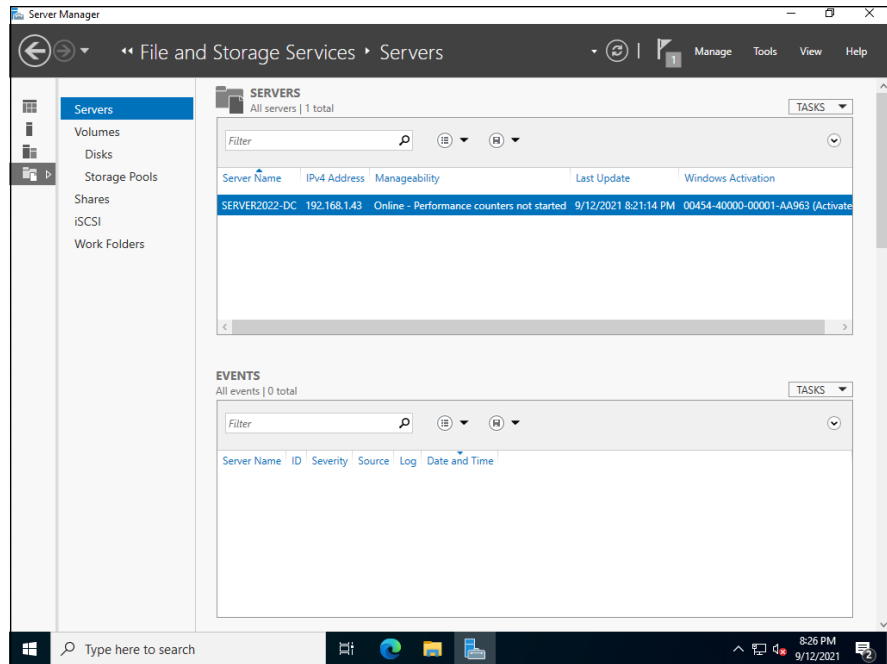 Server Manager
File and Storage Services ‣ Servers
1
Manage Tools View Help
Servers
Volumes
Disks
Storage Pools
Shares
iSCSI
Work Folders
SERVERS
All servers | 1 total
TASKS
Filter
Server Name IPv4 Address Manageability Last Update Windows Activation
SERVER2022-DC 192.168.1.43 Online - Performance counters not started 9/12/2021 8:21:14 PM 00454-40000-00001-AA963 (Activate
EVENTS
All events | 0 total
TASKS
Filter
Server Name ID Severity Source Log Date and Time
Type here to search
8:26 PM
9/12/2021
2